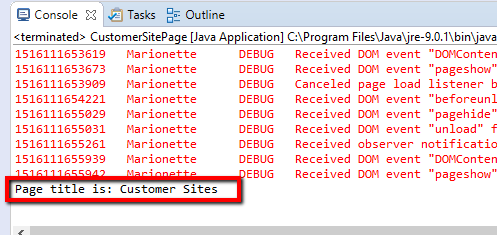 Console Tasks Outline
<terminated> CustomerSitePage [Java Application] C:\Program Files\Java\jre-9.0.1\bin\java
1516111653619 Marionette DEBUG Received DOM event "DOMConten
1516111653673 Marionette DEBUG Received DOM event "pageshow"
1516111653909 Marionette DEBUG Canceled page load listener b
1516111654221 Marionette DEBUG Received DOM event "beforeunl
1516111655029 Marionette DEBUG Received DOM event "pagehide"
1516111655031 Marionette DEBUG Received DOM event "unload" f
1516111655261 Marionette DEBUG Received observer notificatio
1516111655939 Marionette DEBUG Received DOM event "DOMConten
1516111655942 Marionette DEBUG Received DOM event "pageshow"
Page title is: Customer Sites